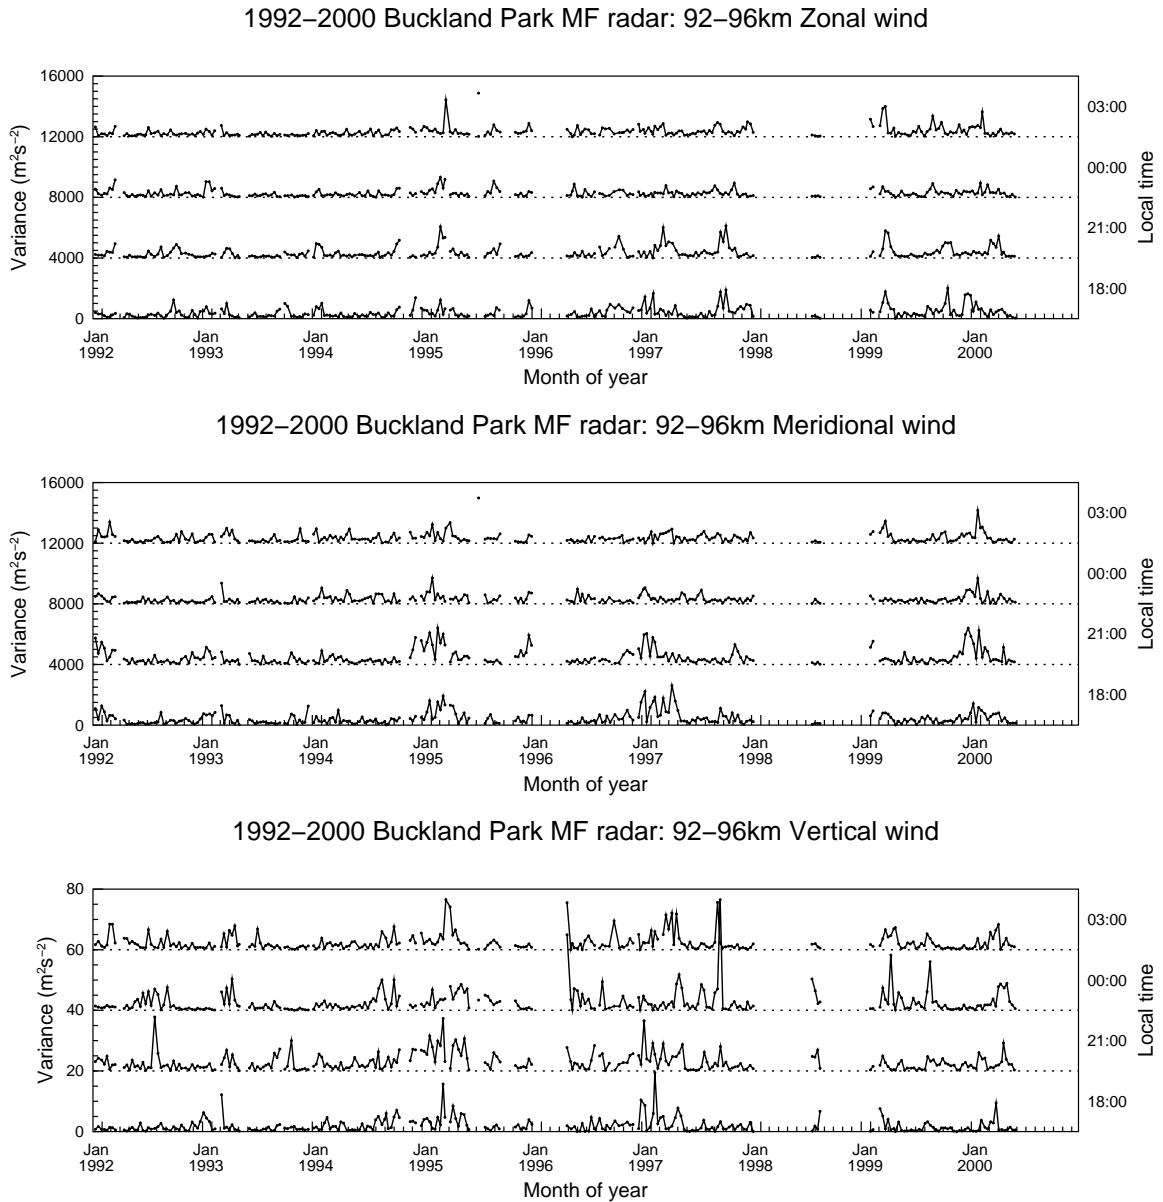 1992–2000 Buckland Park MF radar: 92–96km Zonal wind
16000
12000
8000
4000
0
Variance (m²s⁻²)
03:00
00:00
21:00
18:00
Local time
Jan Jan Jan Jan Jan Jan Jan Jan Jan
1992 1993 1994 1995 1996 1997 1998 1999 2000
Month of year
1992–2000 Buckland Park MF radar: 92–96km Meridional wind
16000
12000
8000
4000
0
Variance (m²s⁻²)
03:00
00:00
21:00
18:00
Local time
Jan Jan Jan Jan Jan Jan Jan Jan Jan
1992 1993 1994 1995 1996 1997 1998 1999 2000
Month of year
1992–2000 Buckland Park MF radar: 92–96km Vertical wind
80
60
40
20
0
Variance (m²s⁻²)
03:00
00:00
21:00
18:00
Local time
Jan Jan Jan Jan Jan Jan Jan Jan Jan
1992 1993 1994 1995 1996 1997 1998 1999 2000
Month of year